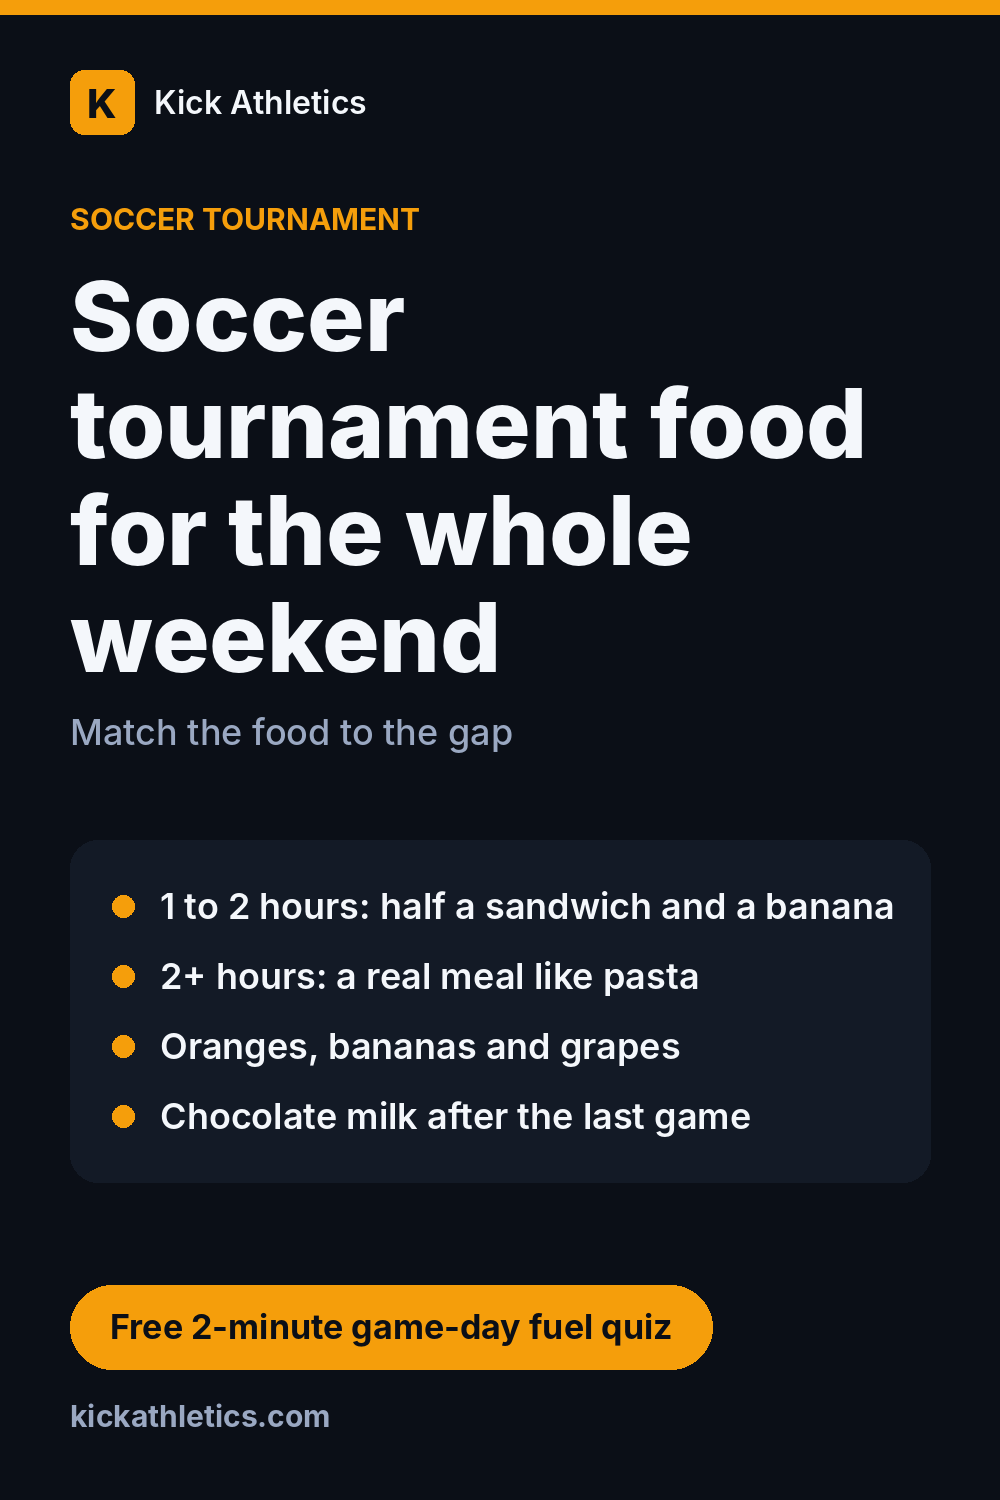 K
Kick Athletics
SOCCER TOURNAMENT
Soccer
tournament food
for the whole
weekend
Match the food to the gap
1 to 2 hours: half a sandwich and a banana
2+ hours: a real meal like pasta
Oranges, bananas and grapes
Chocolate milk after the last game
Free 2-minute game-day fuel quiz
kickathletics.com